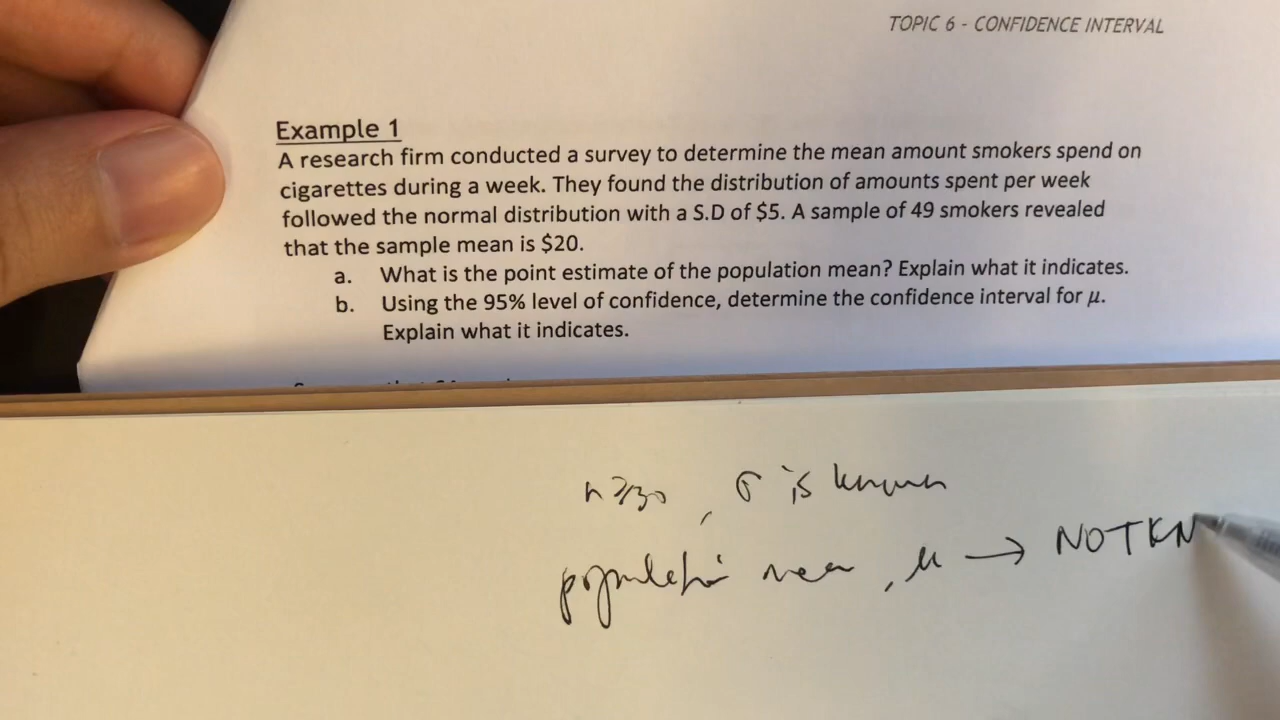 TOPIC 6 - CONFIDENCE INTERVAL
Example 1
A research firm conducted a survey to determine the mean amount smokers spend on
cigarettes during a week. They found the distribution of amounts spent per week
followed the normal distribution with a S.D of $5. A sample of 49 smokers revealed
that the sample mean is $20.
a. What is the point estimate of the population mean? Explain what it indicates.
b. Using the 95% level of confidence, determine the confidence interval for μ.
Explain what it indicates.
n ≥ 30, σ is known
population mean, μ → NOT KN